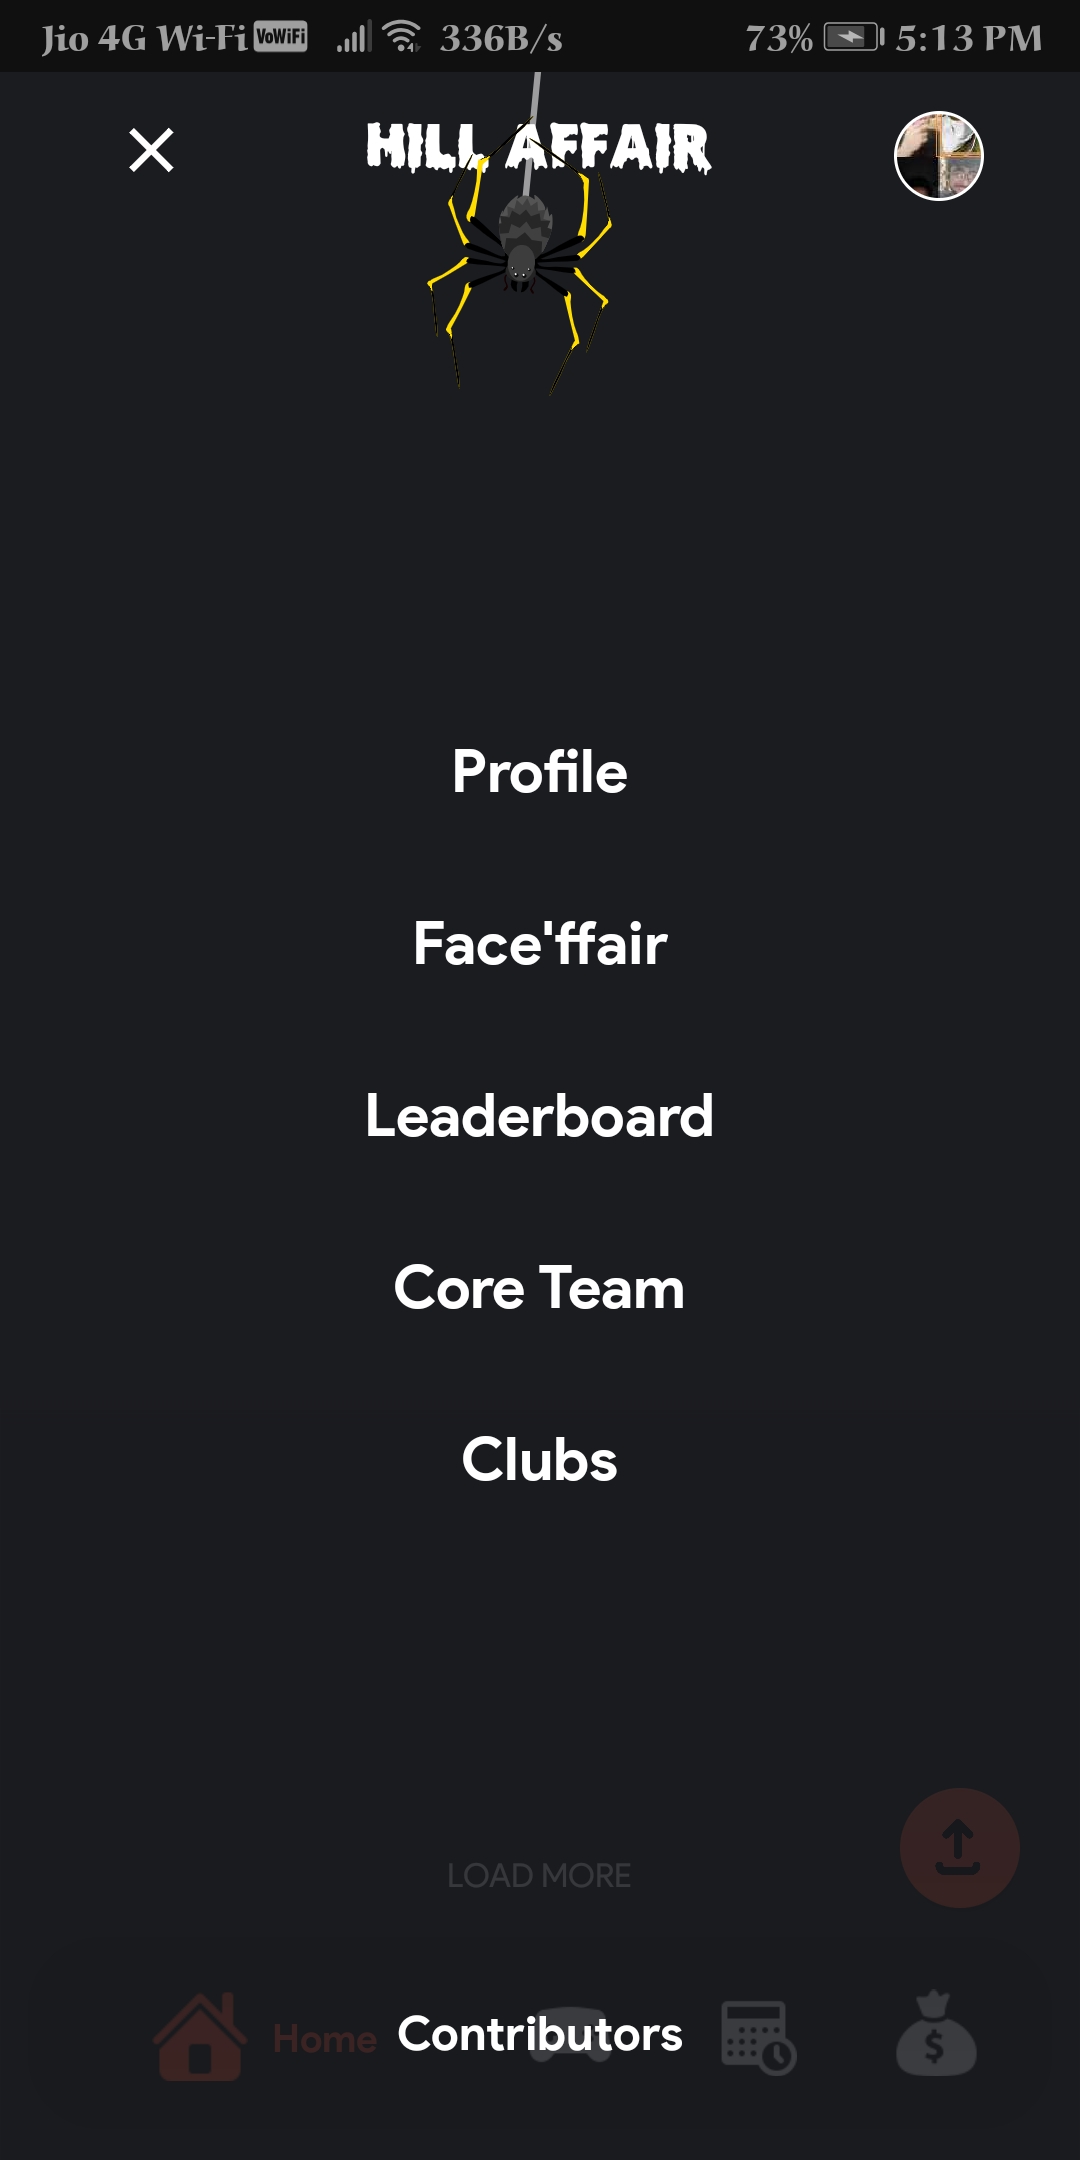 Jio 4G Wi-Fi VoWiFi 336B/s 73% 5:13 PM
HILL AFFAIR
Profile
Face'ffair
Leaderboard
Core Team
Clubs
LOAD MORE
Home
Contributors
$